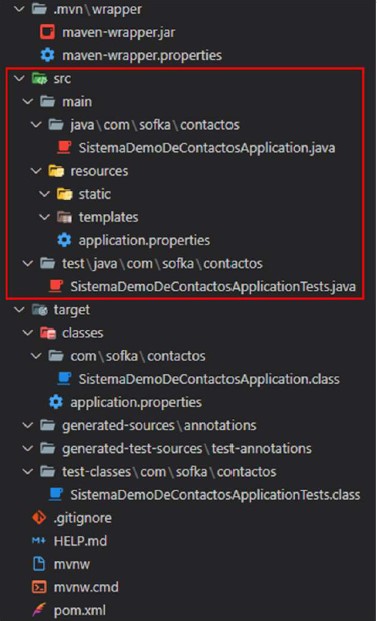 .mvn\wrapper
maven-wrapper.jar
maven-wrapper.properties
src
main
java\com\sofka\contactos
SistemaDemoDeContactosApplication.java
resources
static
templates
application.properties
test\java\com\sofka\contactos
SistemaDemoDeContactosApplicationTests.java
target
classes
com\sofka\contactos
SistemaDemoDeContactosApplication.class
application.properties
generated-sources\annotations
generated-test-sources\test-annotations
test-classes\com\sofka\contactos
SistemaDemoDeContactosApplicationTests.class
.gitignore
M↓ HELP.md
mvnw
mvnw.cmd
pom.xml